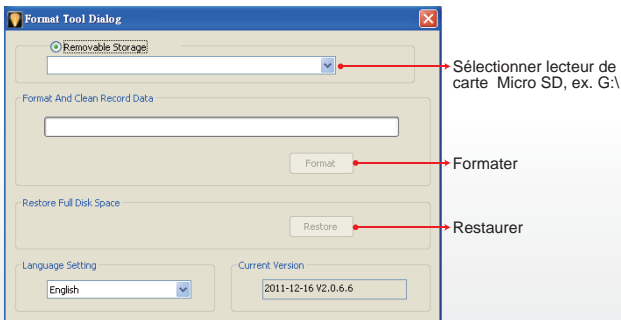 Format Tool Dialog
Removable Storage
Sélectionner lecteur de
carte Micro SD, ex. G:\
Format And Clean Record Data
Format
Formater
Restore Full Disk Space
Restore
Restaurer
Language Setting
Current Version
English
2011-12-16 V2.0.6.6